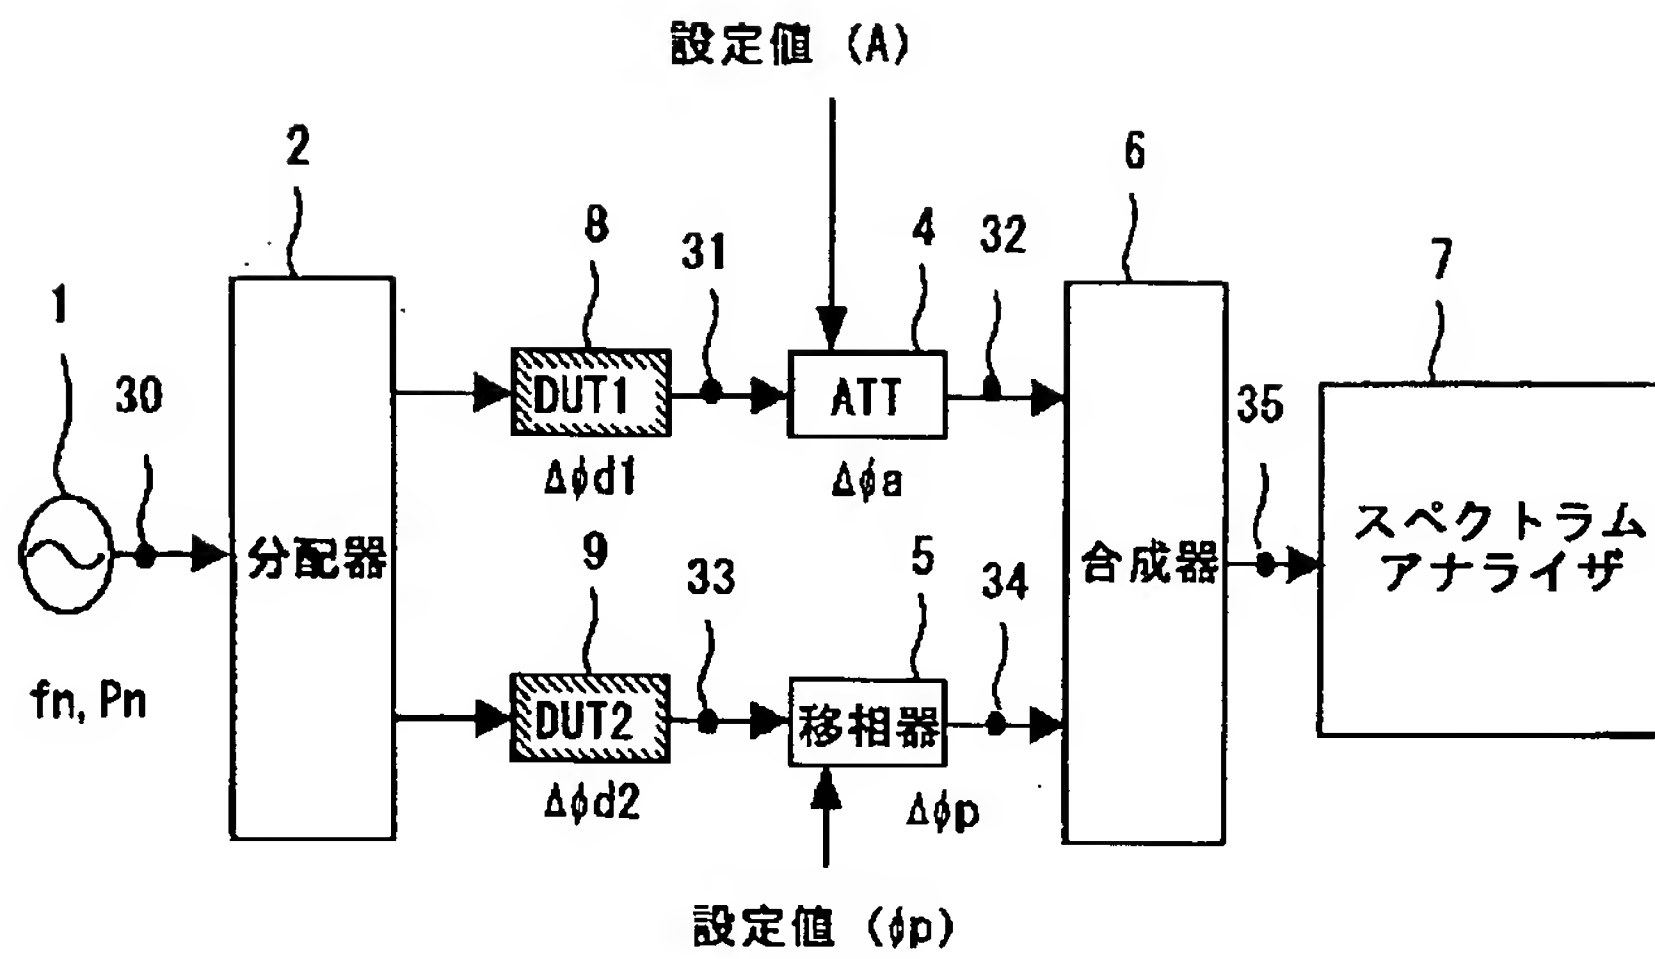 設定値 (A)
2
6
8
31
4
32
7
1
30
DUT1
ATT
35
Δφd1
Δφa
分配器
9
33
5
34
合成器
スペクトラム
アナライザ
fn, Pn
DUT2
移相器
Δφd2
Δφp
設定値 (φp)